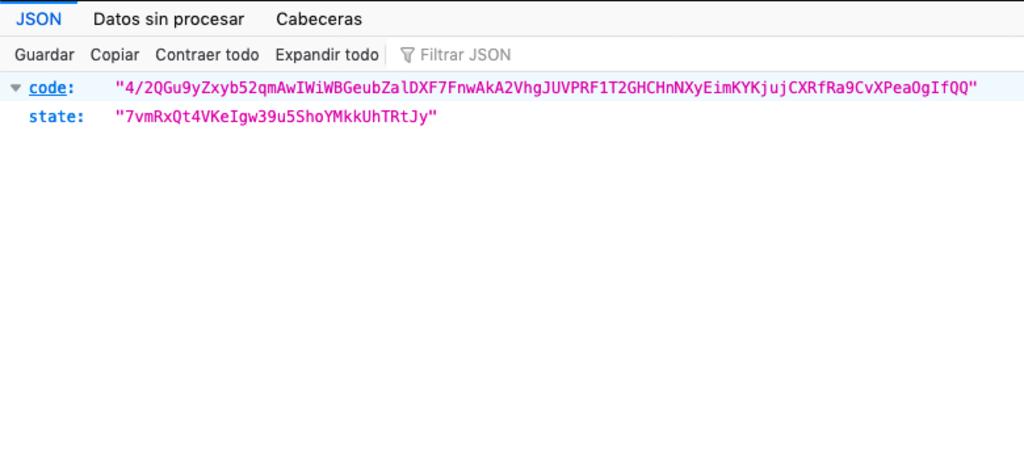 JSON Datos sin procesar Cabeceras
Guardar Copiar Contraer todo Expandir todo Filtrar JSON
code: "4/2QGu9yZxyb52qmAwIWiWBGeubZalDXF7FnwAkA2VhgJUVPRF1T2GHCHnNXyEimKYKjujCXRfRa9CvXPeaOgIfQQ"
state: "7vmRxQt4VKeIgw39u5ShoYMkkUhTRtJy"